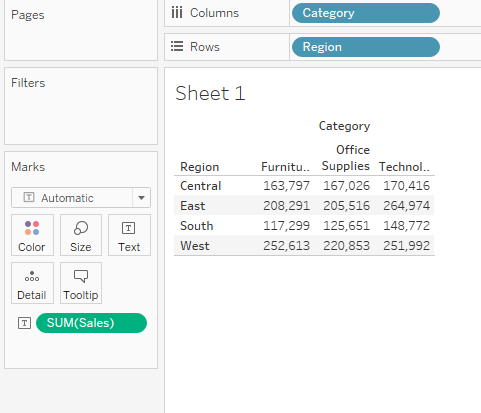 Pages
Columns Category
Rows Region
Filters
Sheet 1
Category
Region Furnitu.. Office Supplies Technol..
Central 163,797 167,026 170,416
East 208,291 205,516 264,974
South 117,299 125,651 148,772
West 252,613 220,853 251,992
Marks
T Automatic
Color Size T Text
Detail Tooltip
T SUM(Sales)